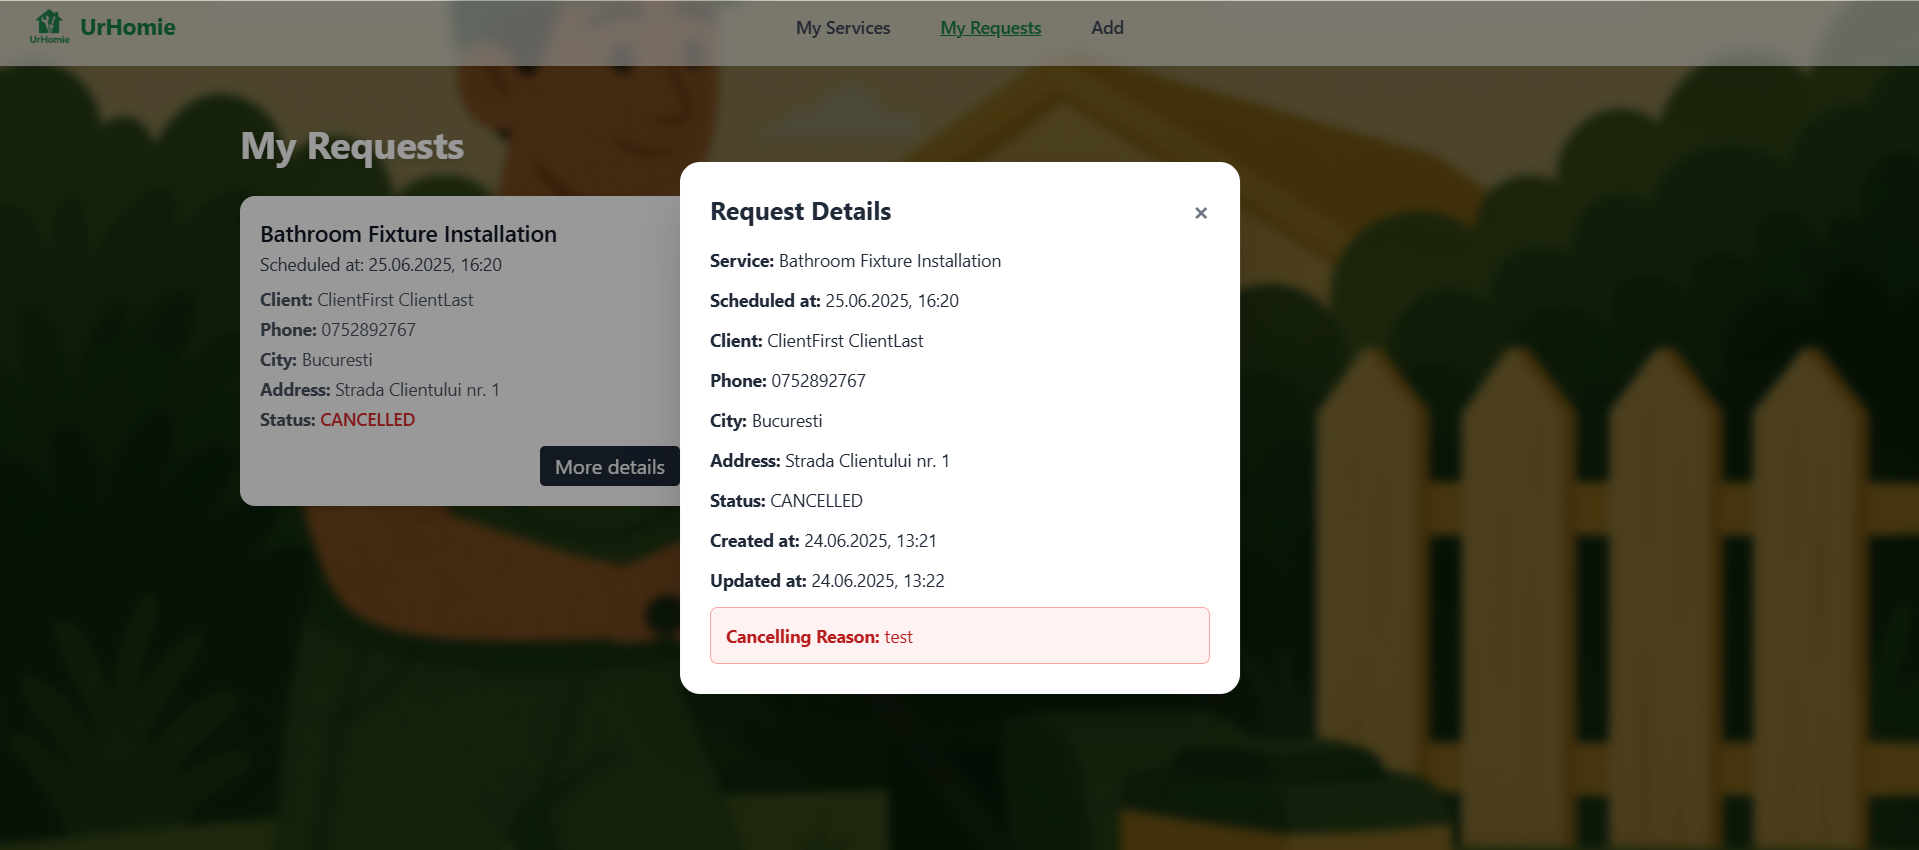 UrHomie
UrHomie
My Services
My Requests
Add
My Requests
Bathroom Fixture Installation
Scheduled at: 25.06.2025, 16:20
Client: ClientFirst ClientLast
Phone: 0752892767
City: Bucuresti
Address: Strada Clientului nr. 1
Status: CANCELLED
More details
Request Details
×
Service: Bathroom Fixture Installation
Scheduled at: 25.06.2025, 16:20
Client: ClientFirst ClientLast
Phone: 0752892767
City: Bucuresti
Address: Strada Clientului nr. 1
Status: CANCELLED
Created at: 24.06.2025, 13:21
Updated at: 24.06.2025, 13:22
Cancelling Reason: test